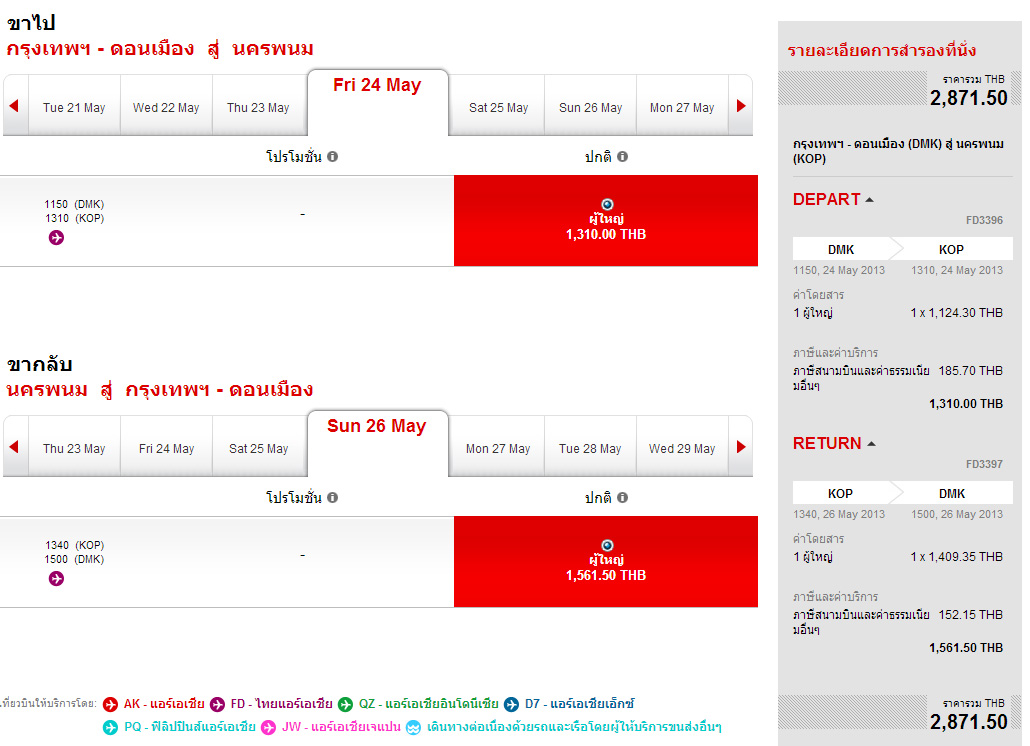 ขาไป
กรุงเทพฯ - ดอนเมือง สู่ นครพนม
Tue 21 May
Wed 22 May
Thu 23 May
Fri 24 May
Sat 25 May
Sun 26 May
Mon 27 May
โปรโมชั่น
ปกติ
1150 (DMK)
1310 (KOP)
-
ผู้ใหญ่
1,310.00 THB
ขากลับ
นครพนม สู่ กรุงเทพฯ - ดอนเมือง
Thu 23 May
Fri 24 May
Sat 25 May
Sun 26 May
Mon 27 May
Tue 28 May
Wed 29 May
โปรโมชั่น
ปกติ
1340 (KOP)
1500 (DMK)
-
ผู้ใหญ่
1,561.50 THB
เที่ยวบินให้บริการโดย: AK - แอร์เอเชีย FD - ไทยแอร์เอเชีย QZ - แอร์เอเชียอินโดนีเซีย D7 - แอร์เอเชียเอ็กซ์
PQ - ฟิลิปปินส์แอร์เอเชีย JW - แอร์เอเชียเจแปน เดินทางต่อเนื่องด้วยรถและเรือโดยผู้ให้บริการขนส่งอื่นๆ
รายละเอียดการสำรองที่นั่ง
ราคารวม THB
2,871.50
กรุงเทพฯ - ดอนเมือง (DMK) สู่ นครพนม
(KOP)
DEPART
FD3396
DMK KOP
1150, 24 May 2013 1310, 24 May 2013
ค่าโดยสาร
1 ผู้ใหญ่ 1 x 1,124.30 THB
ภาษีและค่าบริการ
ภาษีสนามบินและค่าธรรมเนีย 185.70 THB
มอื่นๆ
1,310.00 THB
RETURN
FD3397
KOP DMK
1340, 26 May 2013 1500, 26 May 2013
ค่าโดยสาร
1 ผู้ใหญ่ 1 x 1,409.35 THB
ภาษีและค่าบริการ
ภาษีสนามบินและค่าธรรมเนีย 152.15 THB
มอื่นๆ
1,561.50 THB
ราคารวม THB
2,871.50